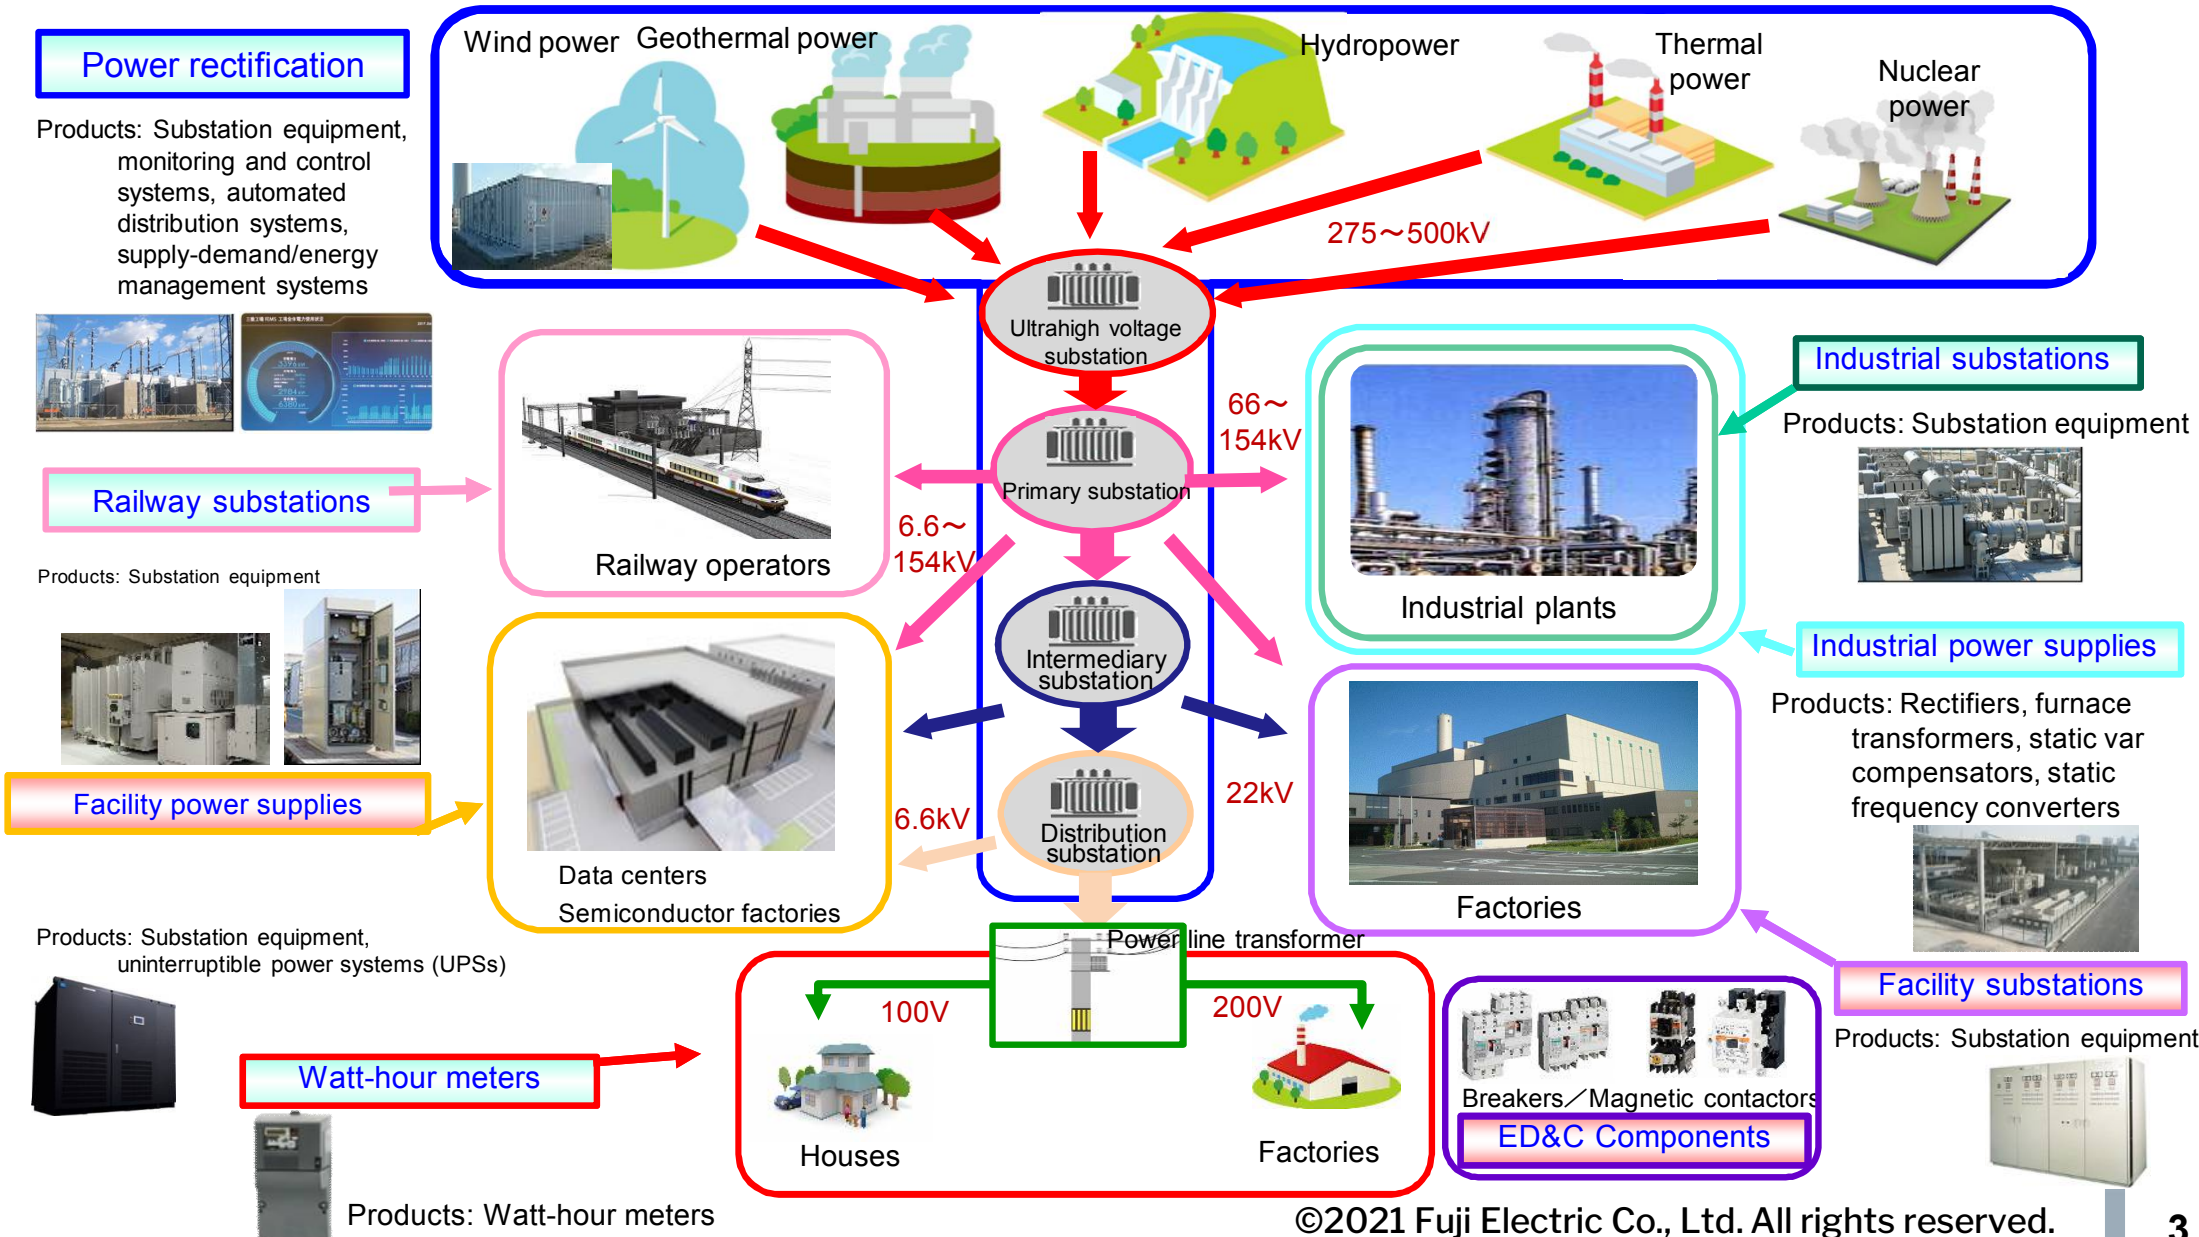 Power rectification
Products: Substation equipment,
monitoring and control
systems, automated
distribution systems,
supply-demand/energy
management systems
Wind power
Geothermal power
Hydropower
Thermal
power
Nuclear
power
275～500kV
Ultrahigh voltage
substation
Railway substations
Products: Substation equipment
Railway operators
Primary substation
66～
154kV
6.6～
154kV
Industrial plants
Industrial substations
Products: Substation equipment
Industrial power supplies
Products: Rectifiers, furnace
transformers, static var
compensators, static
frequency converters
Intermediary
substation
Facility power supplies
Products: Substation equipment,
uninterruptible power systems (UPSs)
Data centers
Semiconductor factories
6.6kV
22kV
Distribution
substation
Factories
Facility substations
Products: Substation equipment
Power line transformer
100V
200V
Houses
Factories
Watt-hour meters
Products: Watt-hour meters
Breakers／Magnetic contactors
ED&C Components
©2021 Fuji Electric Co., Ltd. All rights reserved.
3